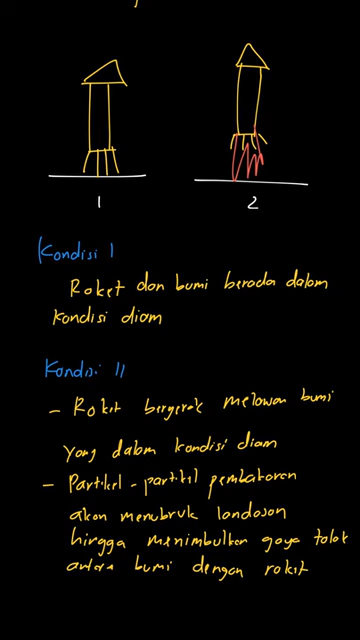 1
2
Kondisi I
Roket dan bumi berada dalam
kondisi diam
Kondisi II
- Roket bergerak melawan bumi
yang dalam kondisi diam
- Partikel - partikel pembakaran
akan menubruk landasan
hingga menimbulkan gaya tolak
antara bumi dengan roket